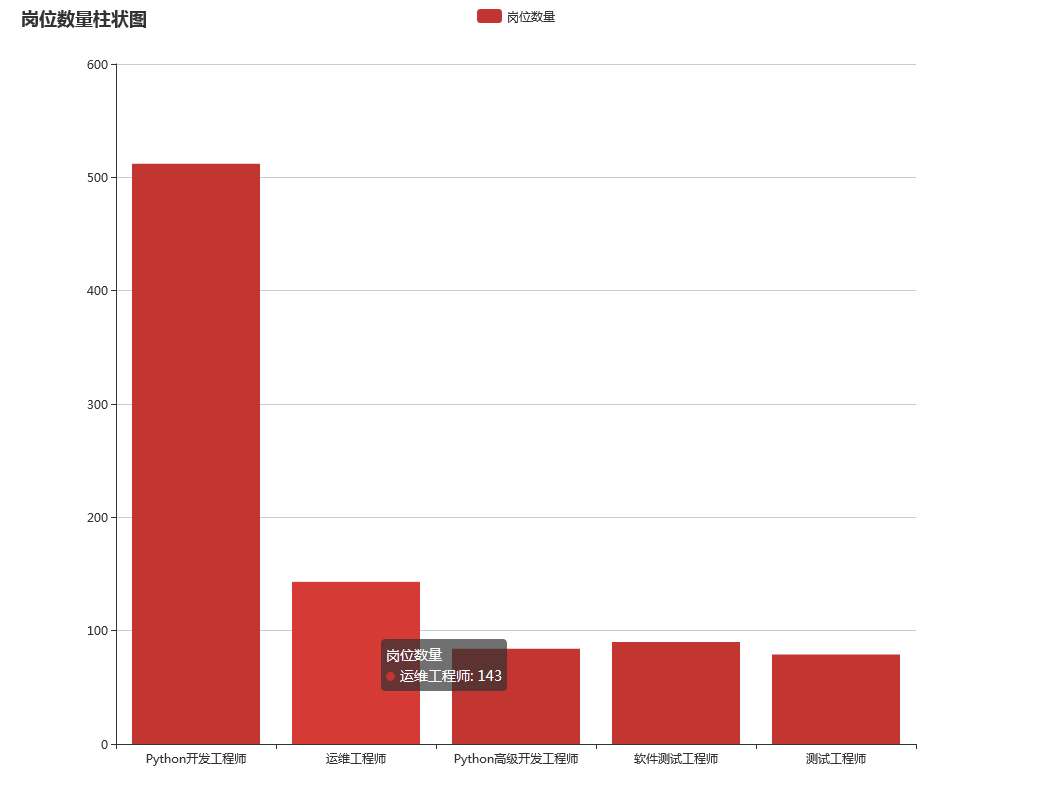 岗位数量柱状图
岗位数量
600
500
400
300
200
100
0
岗位数量
运维工程师: 143
Python开发工程师
运维工程师
Python高级开发工程师
软件测试工程师
测试工程师